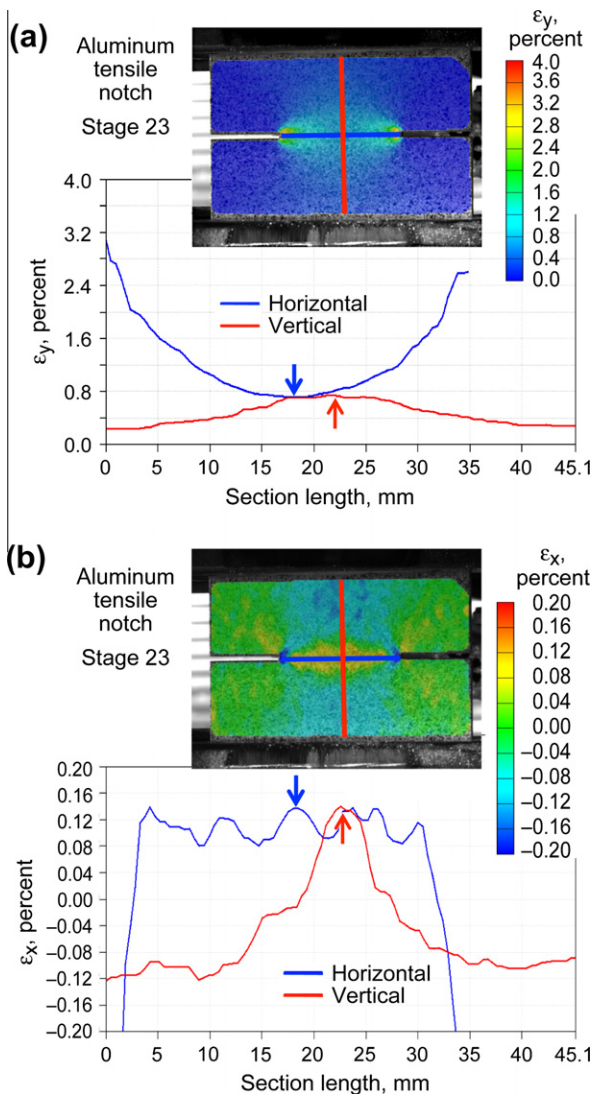 (a)
Aluminum
tensile
notch
Stage 23
εy,
percent
4.0
3.6
3.2
2.8
2.4
2.0
1.6
1.2
0.8
0.4
0.0
4.0
3.2
2.4
1.6
0.8
0.0
εy, percent
Horizontal
Vertical
0 5 10 15 20 25 30 35 40 45.1
Section length, mm
(b)
Aluminum
tensile
notch
Stage 23
εx,
percent
0.20
0.16
0.12
0.08
0.04
0.00
−0.04
−0.08
−0.12
−0.16
−0.20
0.20
0.16
0.12
0.08
0.00
−0.04
−0.08
−0.12
−0.16
−0.20
εx, percent
Horizontal
Vertical
0 5 10 15 20 25 30 35 40 45.1
Section length, mm